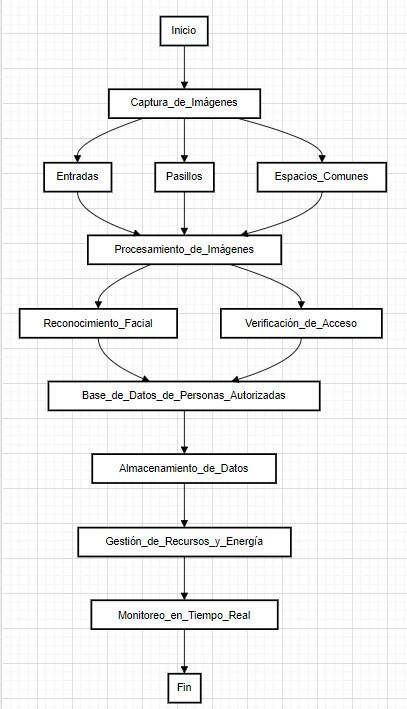 Inicio
Captura_de_Imágenes
Entradas
Pasillos
Espacios_Comunes
Procesamiento_de_Imágenes
Reconocimiento_Facial
Verificación_de_Acceso
Base_de_Datos_de_Personas_Autorizadas
Almacenamiento_de_Datos
Gestión_de_Recursos_y_Energía
Monitoreo_en_Tiempo_Real
Fin